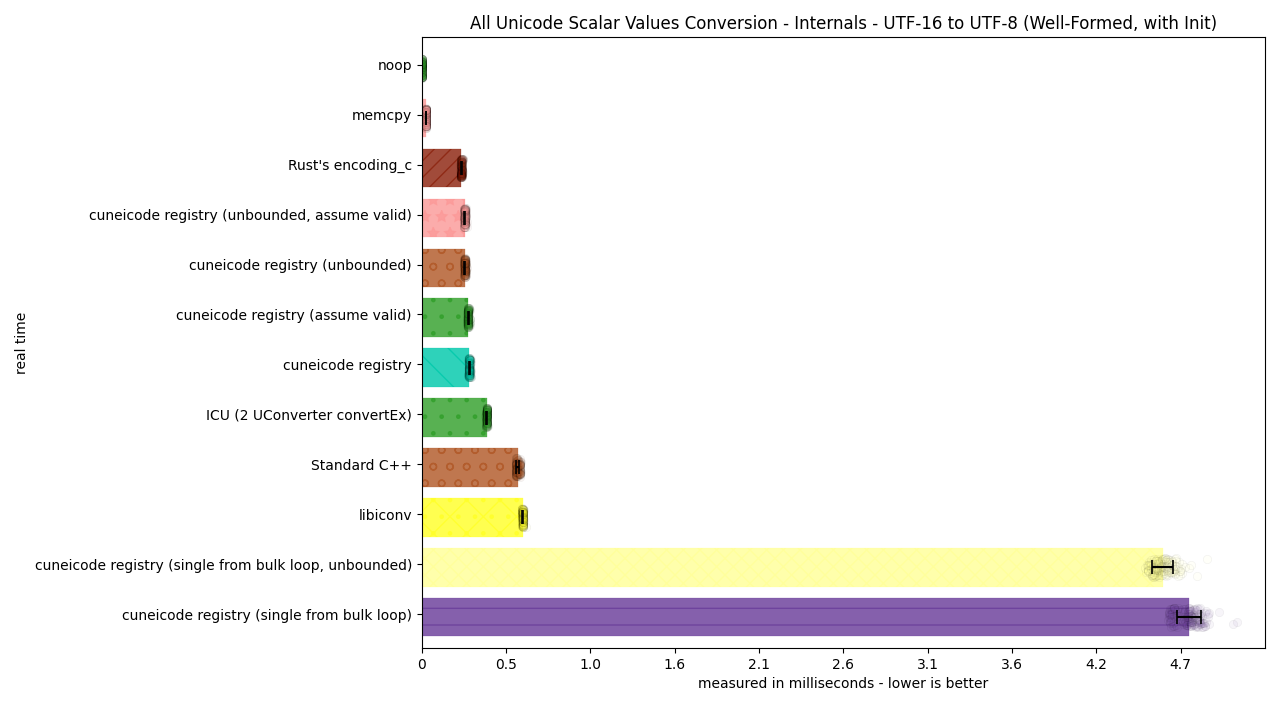 All Unicode Scalar Values Conversion - Internals - UTF-16 to UTF-8 (Well-Formed, with Init)
real time
noop
memcpy
Rust's encoding_c
cuneicode registry (unbounded, assume valid)
cuneicode registry (unbounded)
cuneicode registry (assume valid)
cuneicode registry
ICU (2 UConverter convertEx)
Standard C++
libiconv
cuneicode registry (single from bulk loop, unbounded)
cuneicode registry (single from bulk loop)
0 0.5 1.0 1.6 2.1 2.6 3.1 3.6 4.2 4.7
measured in milliseconds - lower is better